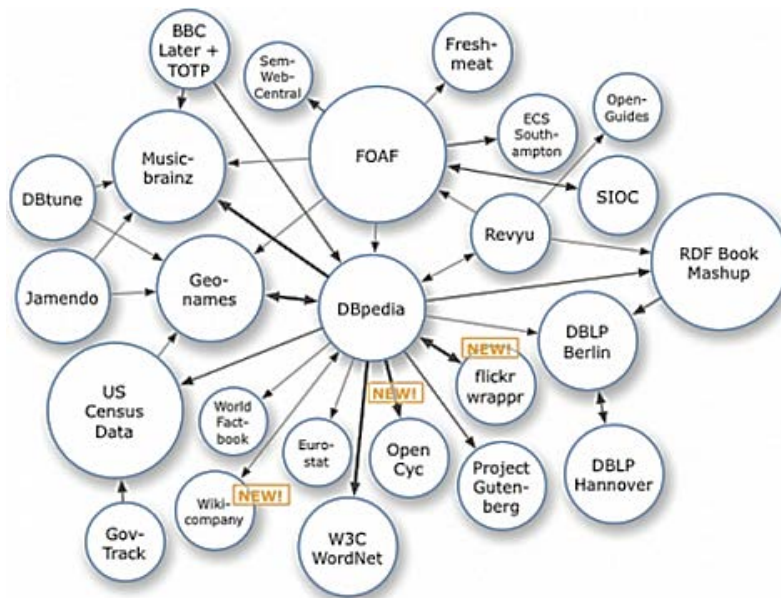 BBC
Later +
TOTP
Sem-
Web-
Central
Fresh-
meat
FOAF
ECS
South-
ampton
Open-
Guides
Music-
brainz
DBtune
SIOC
Revyu
RDF Book
Mashup
Geo-
names
Jamendo
DBpedia
DBLP
Berlin
NEW!
flickr
wrappr
US
Census
Data
World
Fact-
book
NEW!
Euro-
stat
Open
Cyc
Project
Guten-
berg
DBLP
Hannover
NEW!
Wiki-
company
Gov-
Track
W3C
WordNet